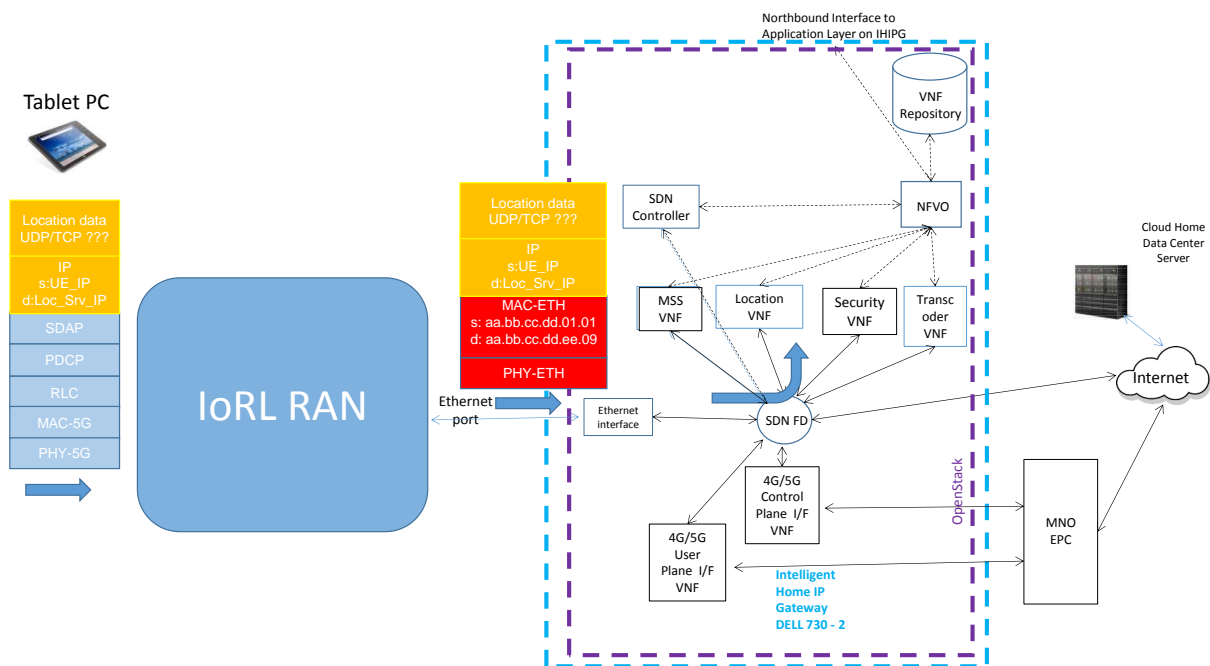 Northbound Interface to
Application Layer on IHIPG
Tablet PC
VNF
Repository
Location data
UDP/TCP ???
IP
s:UE_IP
d:Loc_Srv_IP
SDAP
PDCP
RLC
MAC-5G
PHY-5G
IoRL RAN
Location data
UDP/TCP ???
IP
s:UE_IP
d:Loc_Srv_IP
MAC-ETH
s: aa.bb.cc.dd.01.01
d: aa.bb.cc.dd.ee.09
PHY-ETH
Ethernet
port
Ethernet
interface
SDN
Controller
NFVO
MSS
VNF
Location
VNF
Security
VNF
Trans
coder
VNF
SDN FD
4G/5G
Control
Plane I/F
VNF
4G/5G
User
Plane I/F
VNF
OpenStack
Intelligent
Home IP
Gateway
DELL 730 - 2
MNO
EPC
Cloud Home
Data Center
Server
Internet